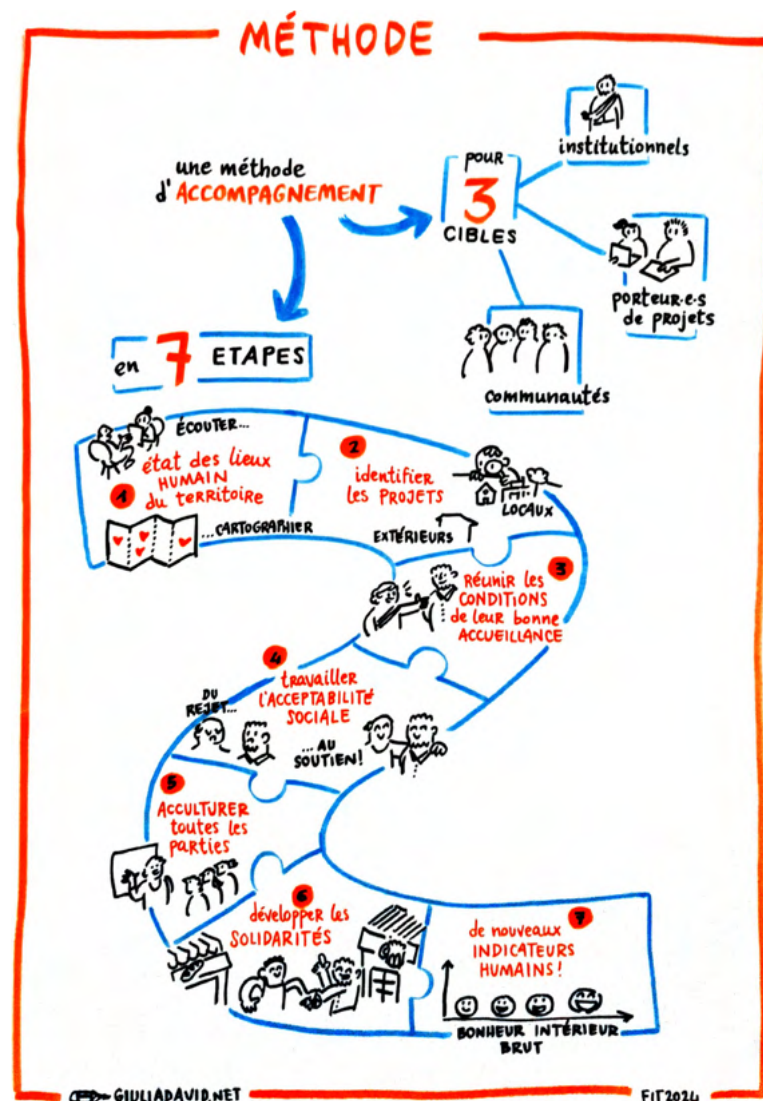 MÉTHODE
une méthode
d'ACCOMPAGNEMENT
POUR
3
CIBLES
institutionnels
porteur·e·s
de projets
communautés
en 7 ETAPES
ÉCOUTER...
1
état des lieux
HUMAIN
du territoire
...CARTOGRAPHIER
2
identifier
les PROJETS
LOCAUX
EXTÉRIEURS
3
Réunir les
CONDITIONS
de leur bonne
ACCUEILLANCE
4
travailler
l'ACCEPTABILITÉ
SOCIALE
DU
REJET...
...AU
SOUTIEN!
5
ACCULTURER
toutes les
parties
6
développer les
SOLIDARITÉS
7
de nouveaux
INDICATEURS
HUMAINS!
BONHEUR INTÉRIEUR
BRUT
GIULIADAVID.NET
FIT2024